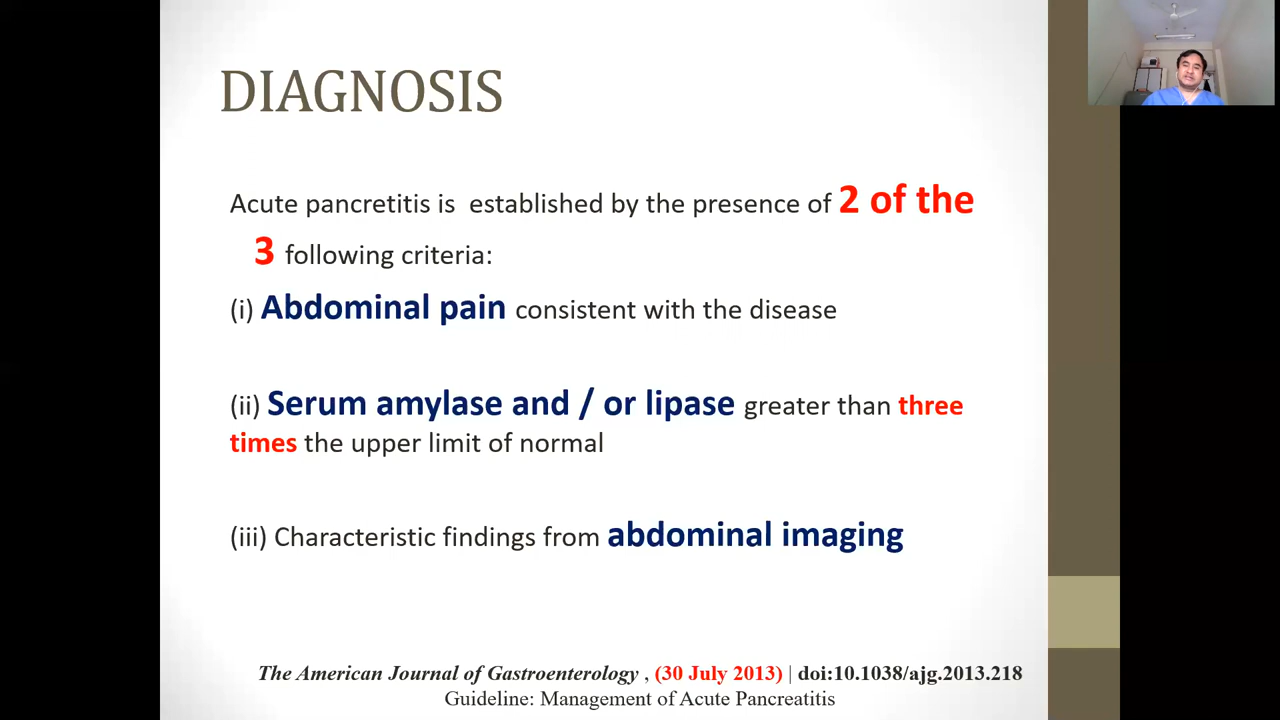 DIAGNOSIS
Acute pancretitis is established by the presence of 2 of the
3 following criteria:
(i) Abdominal pain consistent with the disease
(ii) Serum amylase and / or lipase greater than three
times the upper limit of normal
(iii) Characteristic findings from abdominal imaging
The American Journal of Gastroenterology , (30 July 2013) | doi:10.1038/ajg.2013.218
Guideline: Management of Acute Pancreatitis